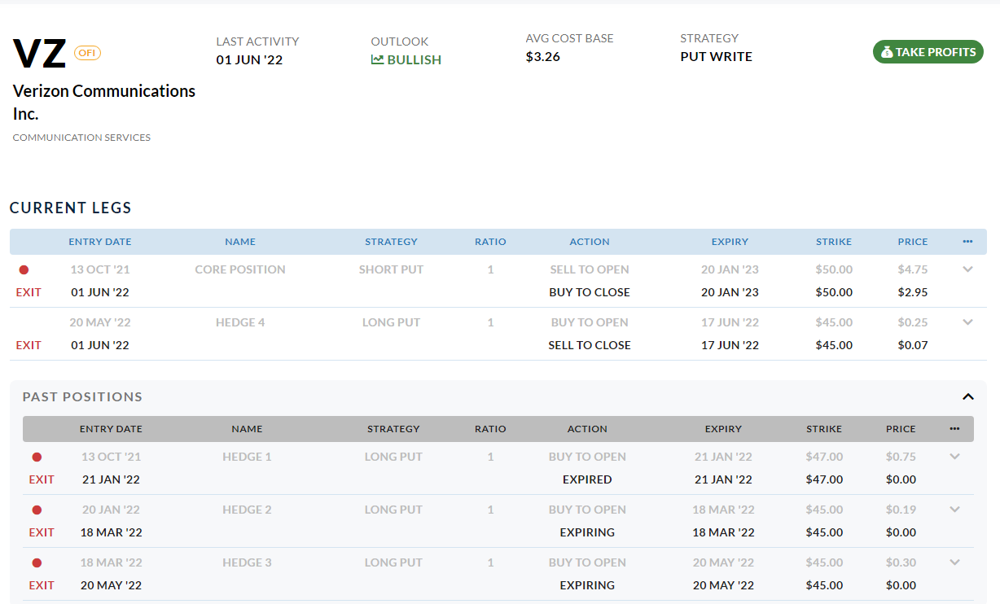 VZ OFI
Verizon Communications
Inc.
COMMUNICATION SERVICES
LAST ACTIVITY
01 JUN '22
OUTLOOK
BULLISH
AVG COST BASE
$3.26
STRATEGY
PUT WRITE
TAKE PROFITS
CURRENT LEGS
ENTRY DATE NAME STRATEGY RATIO ACTION EXPIRY STRIKE PRICE •••
13 OCT '21 CORE POSITION SHORT PUT 1 SELL TO OPEN 20 JAN '23 $50.00 $4.75
EXIT 01 JUN '22 BUY TO CLOSE 20 JAN '23 $50.00 $2.95
20 MAY '22 HEDGE 4 LONG PUT 1 BUY TO OPEN 17 JUN '22 $45.00 $0.25
EXIT 01 JUN '22 SELL TO CLOSE 17 JUN '22 $45.00 $0.07
PAST POSITIONS
ENTRY DATE NAME STRATEGY RATIO ACTION EXPIRY STRIKE PRICE •••
13 OCT '21 HEDGE 1 LONG PUT 1 BUY TO OPEN 21 JAN '22 $47.00 $0.75
EXIT 21 JAN '22 EXPIRED 21 JAN '22 $47.00 $0.00
20 JAN '22 HEDGE 2 LONG PUT 1 BUY TO OPEN 18 MAR '22 $45.00 $0.19
EXIT 18 MAR '22 EXPIRING 18 MAR '22 $45.00 $0.00
18 MAR '22 HEDGE 3 LONG PUT 1 BUY TO OPEN 20 MAY '22 $45.00 $0.30
EXIT 20 MAY '22 EXPIRING 20 MAY '22 $45.00 $0.00